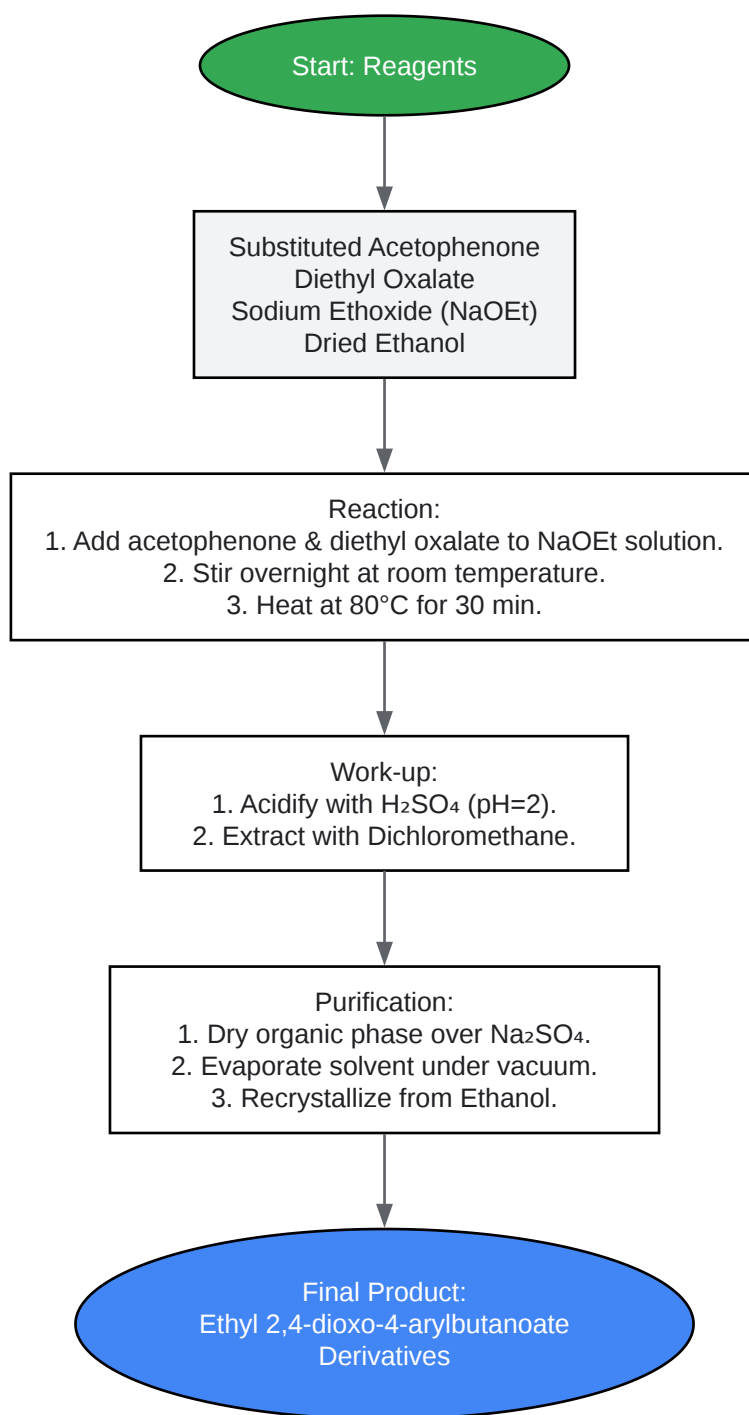 Start: Reagents
Substituted Acetophenone
Diethyl Oxalate
Sodium Ethoxide (NaOEt)
Dried Ethanol
Reaction:
1. Add acetophenone & diethyl oxalate to NaOEt solution.
2. Stir overnight at room temperature.
3. Heat at 80°C for 30 min.
Work-up:
1. Acidify with H₂SO₄ (pH=2).
2. Extract with Dichloromethane.
Purification:
1. Dry organic phase over Na₂SO₄.
2. Evaporate solvent under vacuum.
3. Recrystallize from Ethanol.
Final Product:
Ethyl 2,4-dioxo-4-arylbutanoate
Derivatives